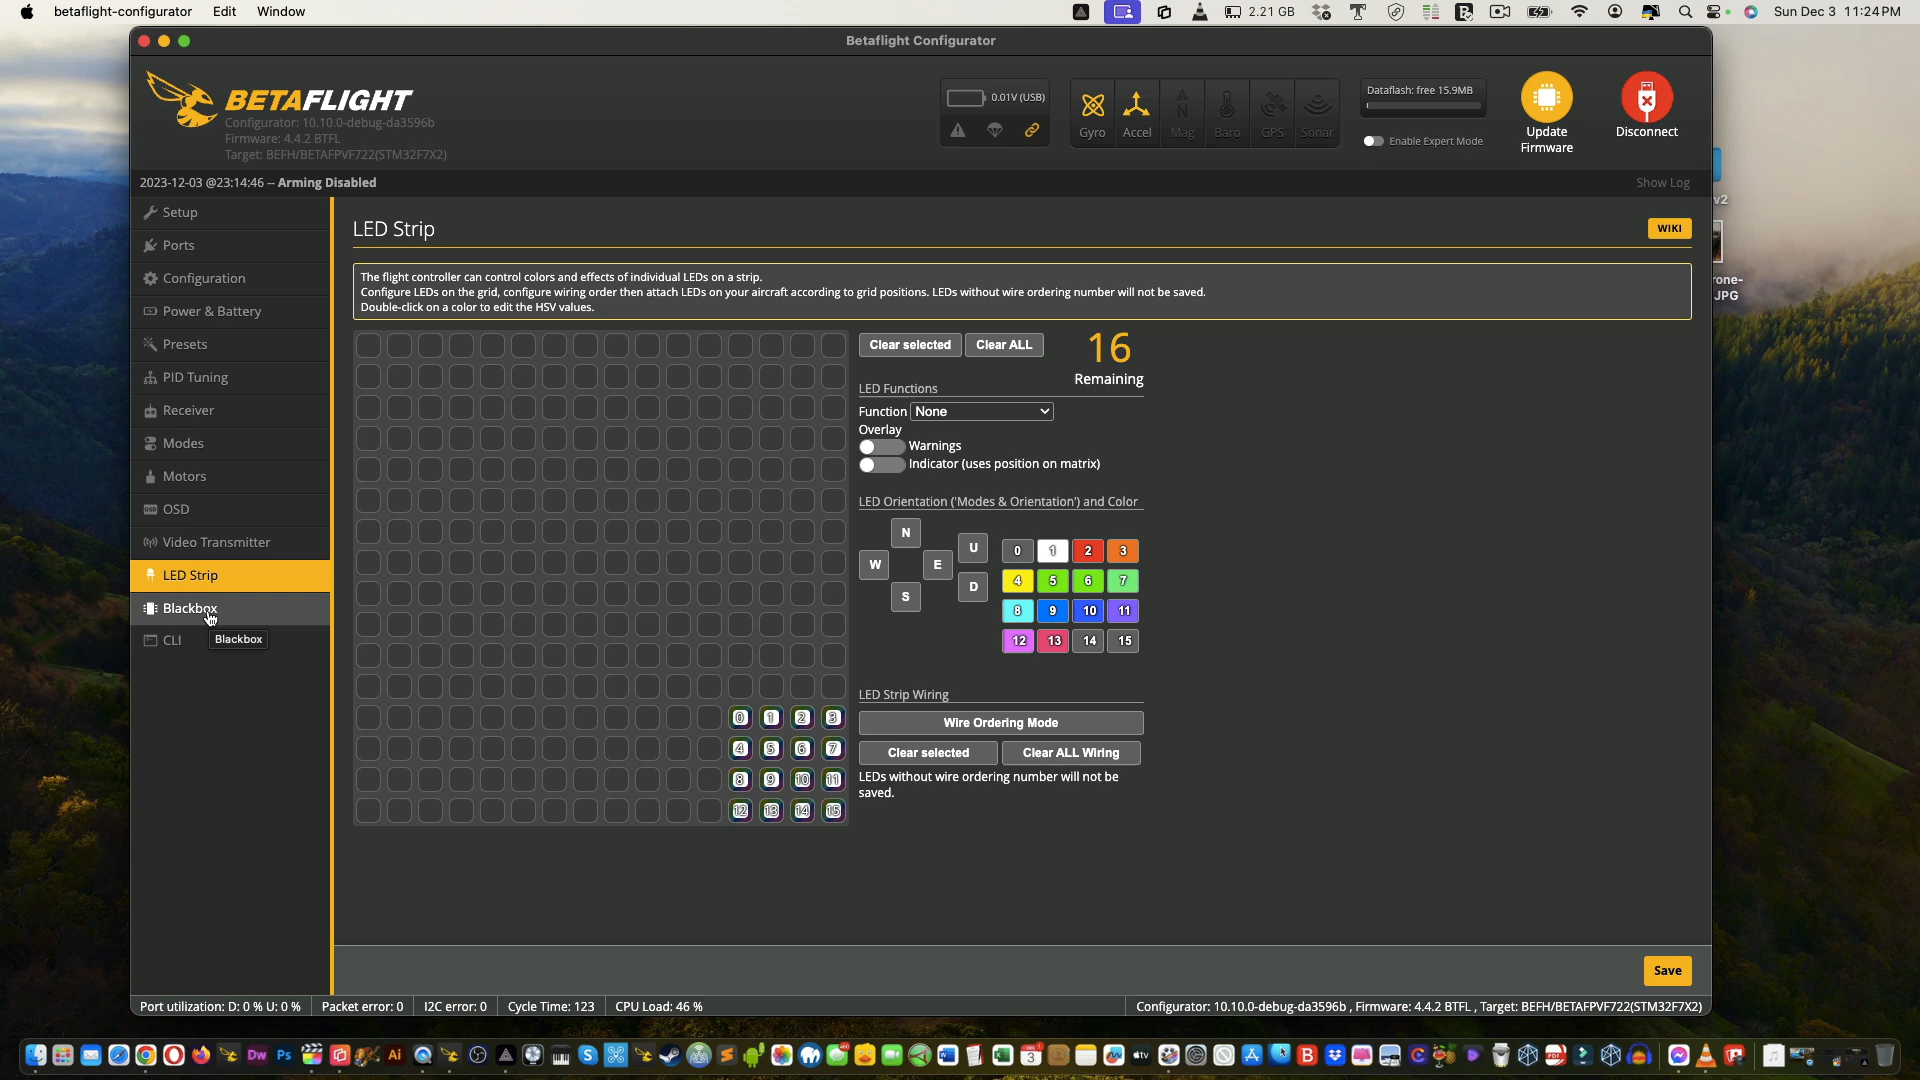 betaflight-configurator Edit Window
2.21 GB
Sun Dec 3 11:24 PM
Betaflight Configurator
BETAFLIGHT
Configurator: 10.10.0-debug-da3596b
Firmware: 4.4.2 BTFL
Target: BEFH/BETAFPVF722(STM32F7X2)
0.01V (USB)
Gyro Accel Mag Baro GPS Sonar
Dataflash: free 15.9MB
Enable Expert Mode
Update
Firmware
Disconnect
2023-12-03 @23:14:46 -- Arming Disabled
Show Log
Setup
Ports
Configuration
Power & Battery
Presets
PID Tuning
Receiver
Modes
Motors
OSD
Video Transmitter
LED Strip
Blackbox
CLI
Blackbox
LED Strip
WIKI
The flight controller can control colors and effects of individual LEDs on a strip.
Configure LEDs on the grid, configure wiring order then attach LEDs on your aircraft according to grid positions. LEDs without wire ordering number will not be saved.
Double-click on a color to edit the HSV values.
0 1 2 3
4 5 6 7
8 9 10 11
12 13 14 15
Clear selected Clear ALL
16
Remaining
LED Functions
Function None
Overlay
Warnings
Indicator (uses position on matrix)
LED Orientation ('Modes & Orientation') and Color
N
W E
S
U
D
0 1 2 3
4 5 6 7
8 9 10 11
12 13 14 15
LED Strip Wiring
Wire Ordering Mode
Clear selected Clear ALL Wiring
LEDs without wire ordering number will not be
saved.
Save
Port utilization: D: 0 % U: 0 % Packet error: 0 I2C error: 0 Cycle Time: 123 CPU Load: 46 %
Configurator: 10.10.0-debug-da3596b , Firmware: 4.4.2 BTFL , Target: BEFH/BETAFPVF722(STM32F7X2)
v2
rone-
JPG
Dw Ps Ai